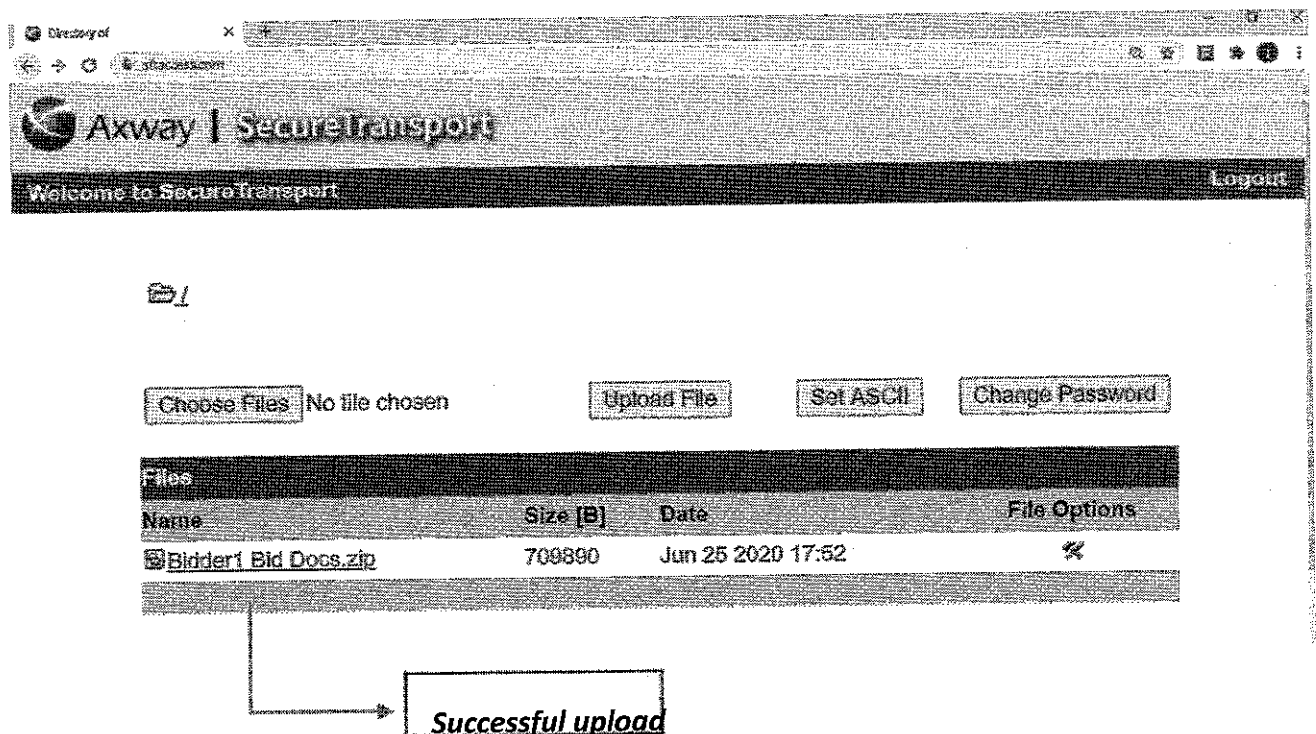 Directory of
Axway | SecureTransport
Welcome to SecureTransport
Logout
/
Choose Files No file chosen Upload File Set ASCII Change Password
Files
Name Size [B] Date File Options
Bidder1 Bid Docs.zip 709890 Jun 25 2020 17:52
Successful upload